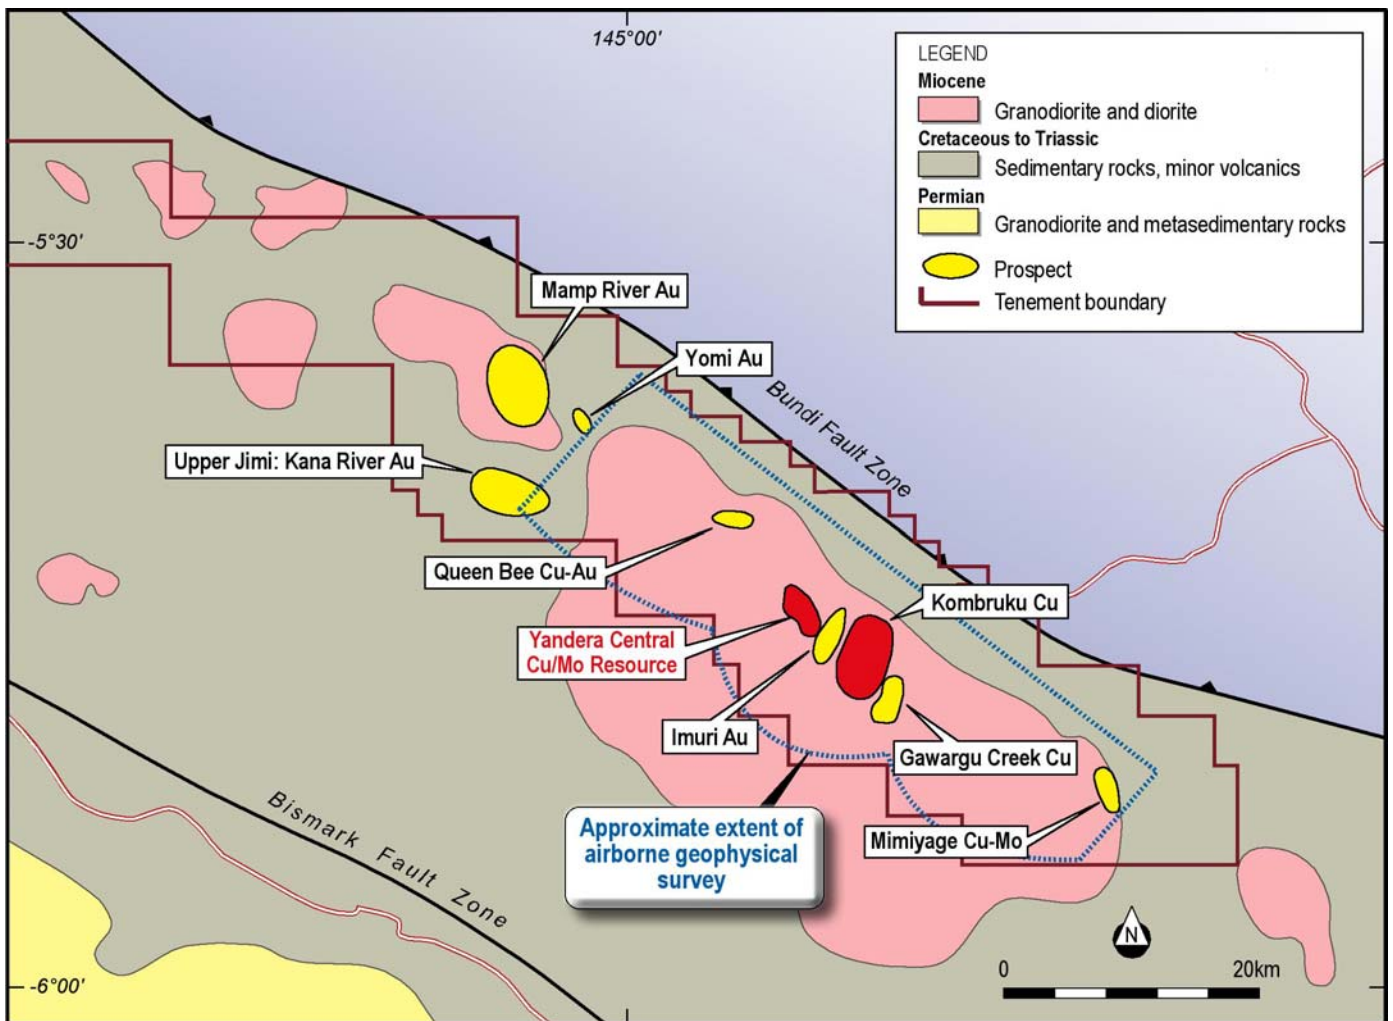 145°00'
LEGEND
Miocene
Granodiorite and diorite
Cretaceous to Triassic
Sedimentary rocks, minor volcanics
Permian
Granodiorite and metasedimentary rocks
Prospect
Tenement boundary
-5°30'
Mamp River Au
Yomi Au
Bundi Fault Zone
Upper Jimi: Kana River Au
Queen Bee Cu-Au
Kombruku Cu
Yandera Central
Cu/Mo Resource
Imuri Au
Gawargu Creek Cu
Bismark Fault Zone
Approximate extent of
airborne geophysical
survey
Mimiyage Cu-Mo
N
0 20km
-6°00'